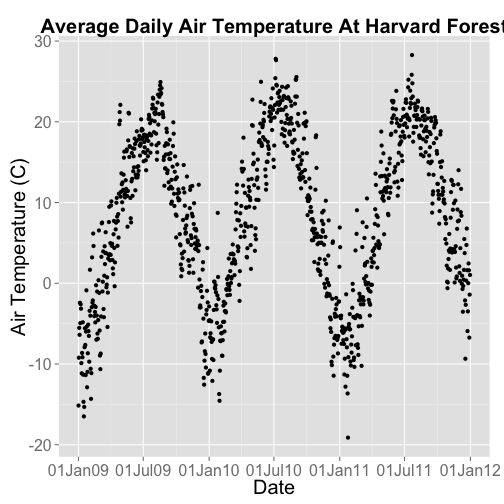 Average Daily Air Temperature At Harvard Forest
30
20
10
0
-10
-20
Air Temperature (C)
01Jan09 01Jul09 01Jan10 01Jul10 01Jan11 01Jul11 01Jan12
Date